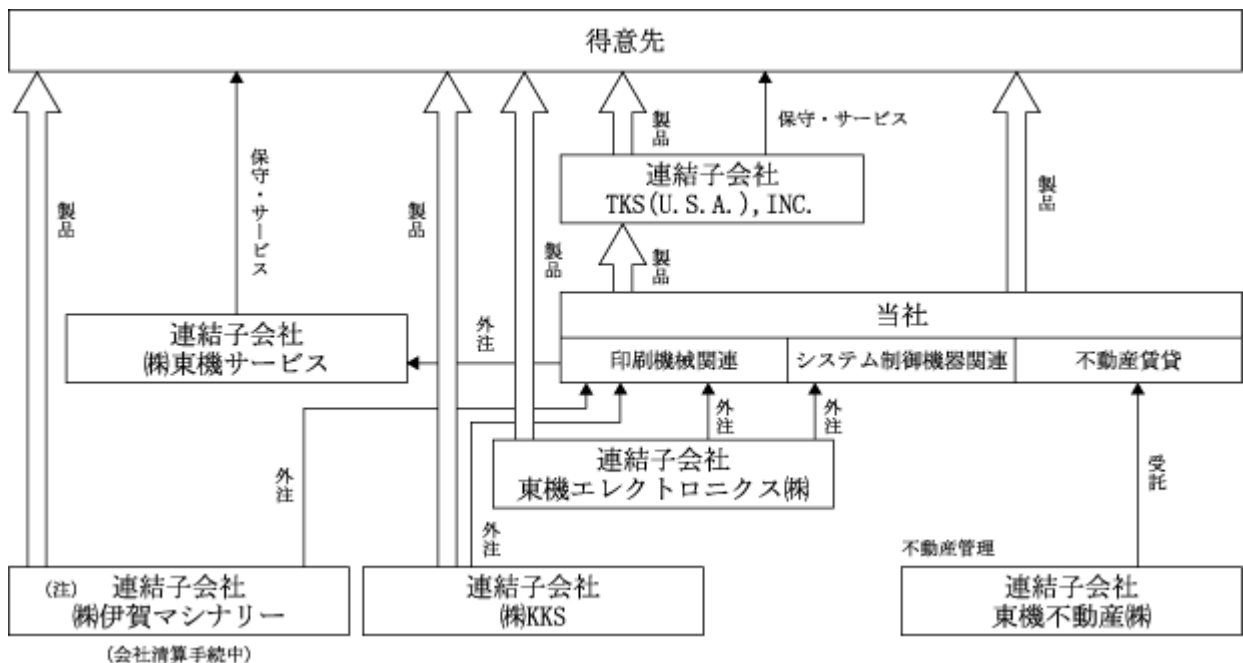 得意先
製品
保守・サービス
製品
製品
製品
保守・サービス
製品
連結子会社
TKS(U.S.A.),INC.
製品
連結子会社
㈱東機サービス
外注
当社
印刷機械関連
システム制御機器関連
不動産賃貸
外注
外注
外注
外注
連結子会社
東機エレクトロニクス㈱
受託
不動産管理
(注)
連結子会社
㈱伊賀マシナリー
(会社清算手続中)
連結子会社
㈱KKS
連結子会社
東機不動産㈱